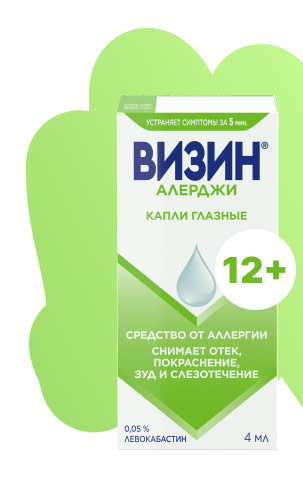 УСТРАНЯЕТ СИМПТОМЫ ЗА 5 МИН.
ВИЗИН®
АЛЕРДЖИ
КАПЛИ ГЛАЗНЫЕ
12+
СРЕДСТВО ОТ АЛЛЕРГИИ
СНИМАЕТ ОТЕК,
ПОКРАСНЕНИЕ,
ЗУД И СЛЕЗОТЕЧЕНИЕ
0,05 %
ЛЕВОКАБАСТИН
4 мл